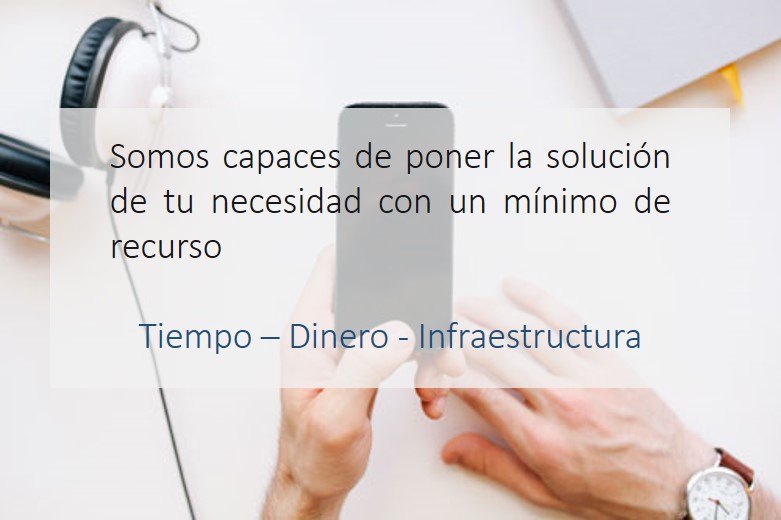 Somos capaces de poner la solución
de tu necesidad con un mínimo de
recurso
Tiempo – Dinero - Infraestructura